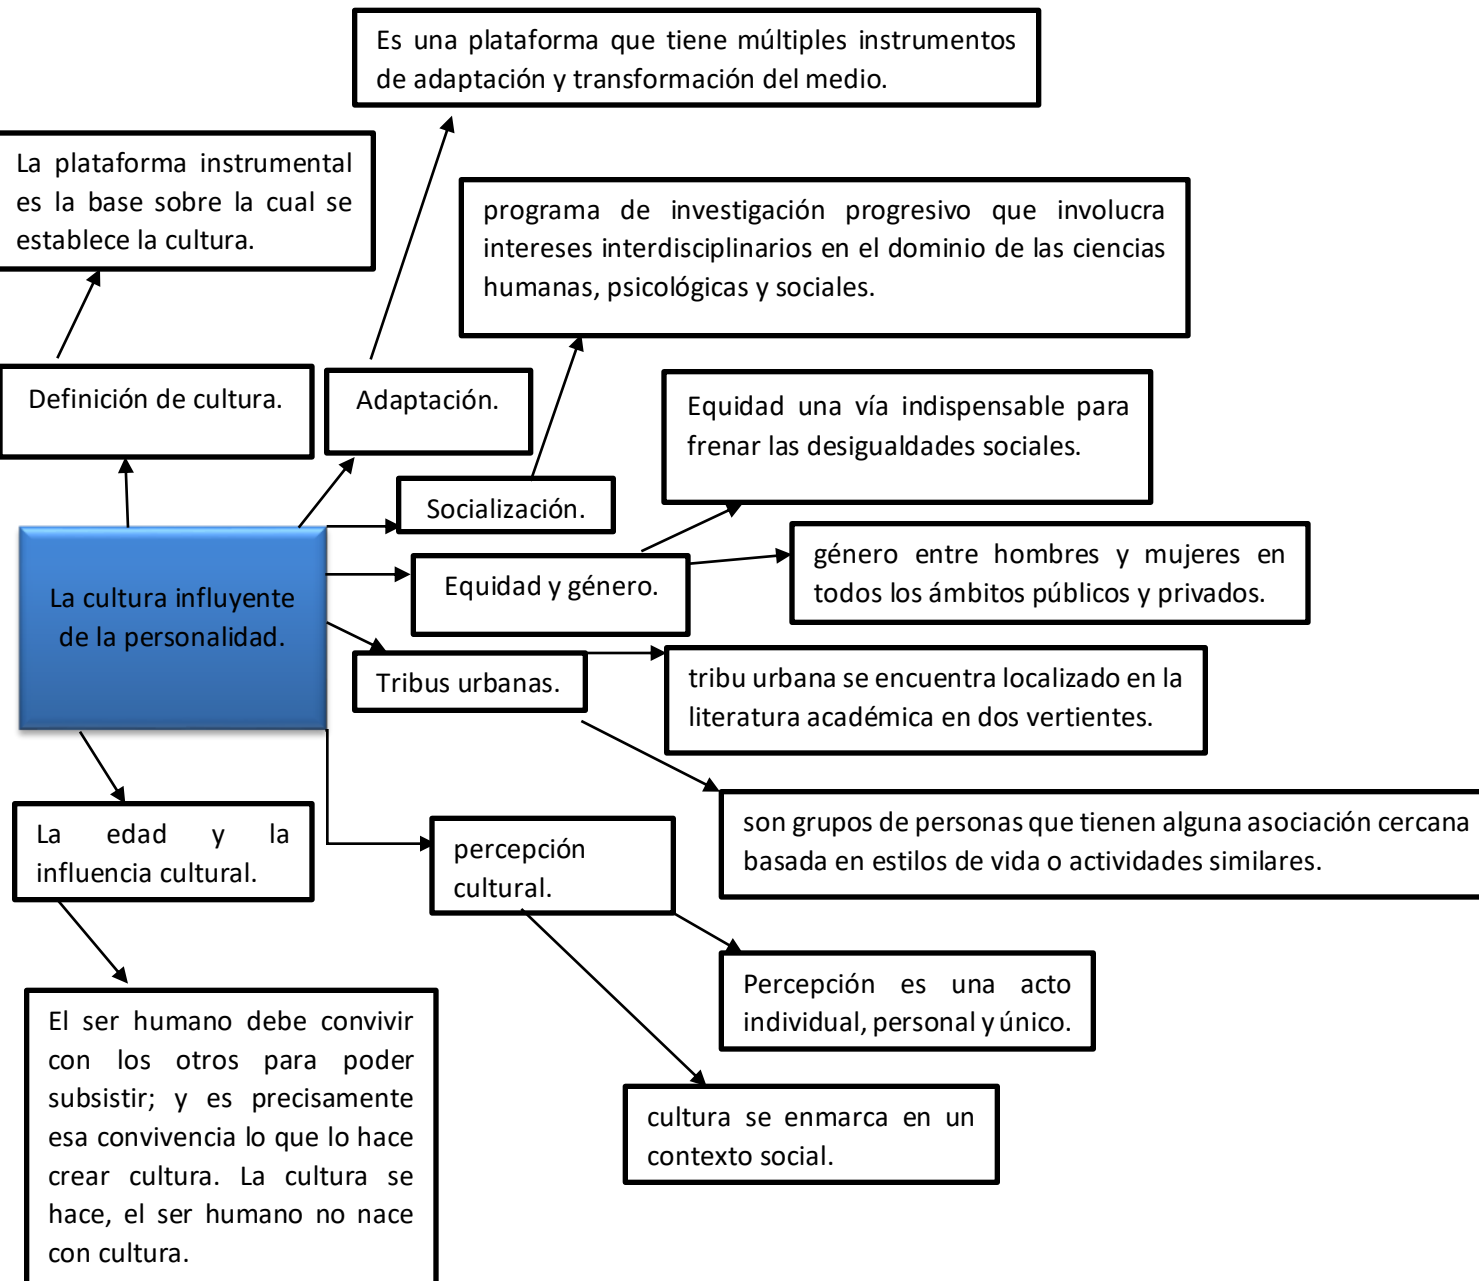 Es una plataforma que tiene múltiples instrumentos
de adaptación y transformación del medio.
La plataforma instrumental
es la base sobre la cual se
establece la cultura.
programa de investigación progresivo que involucra
intereses interdisciplinarios en el dominio de las ciencias
humanas, psicológicas y sociales.
Definición de cultura.
Adaptación.
Equidad una vía indispensable para
frenar las desigualdades sociales.
Socialización.
género entre hombres y mujeres en
todos los ámbitos públicos y privados.
Equidad y género.
La cultura influyente
de la personalidad.
Tribus urbanas.
tribu urbana se encuentra localizado en la
literatura académica en dos vertientes.
son grupos de personas que tienen alguna asociación cercana
basada en estilos de vida o actividades similares.
La edad y la
influencia cultural.
percepción
cultural.
Percepción es una acto
individual, personal y único.
El ser humano debe convivir
con los otros para poder
subsistir; y es precisamente
esa convivencia lo que lo hace
crear cultura. La cultura se
hace, el ser humano no nace
con cultura.
cultura se enmarca en un
contexto social.